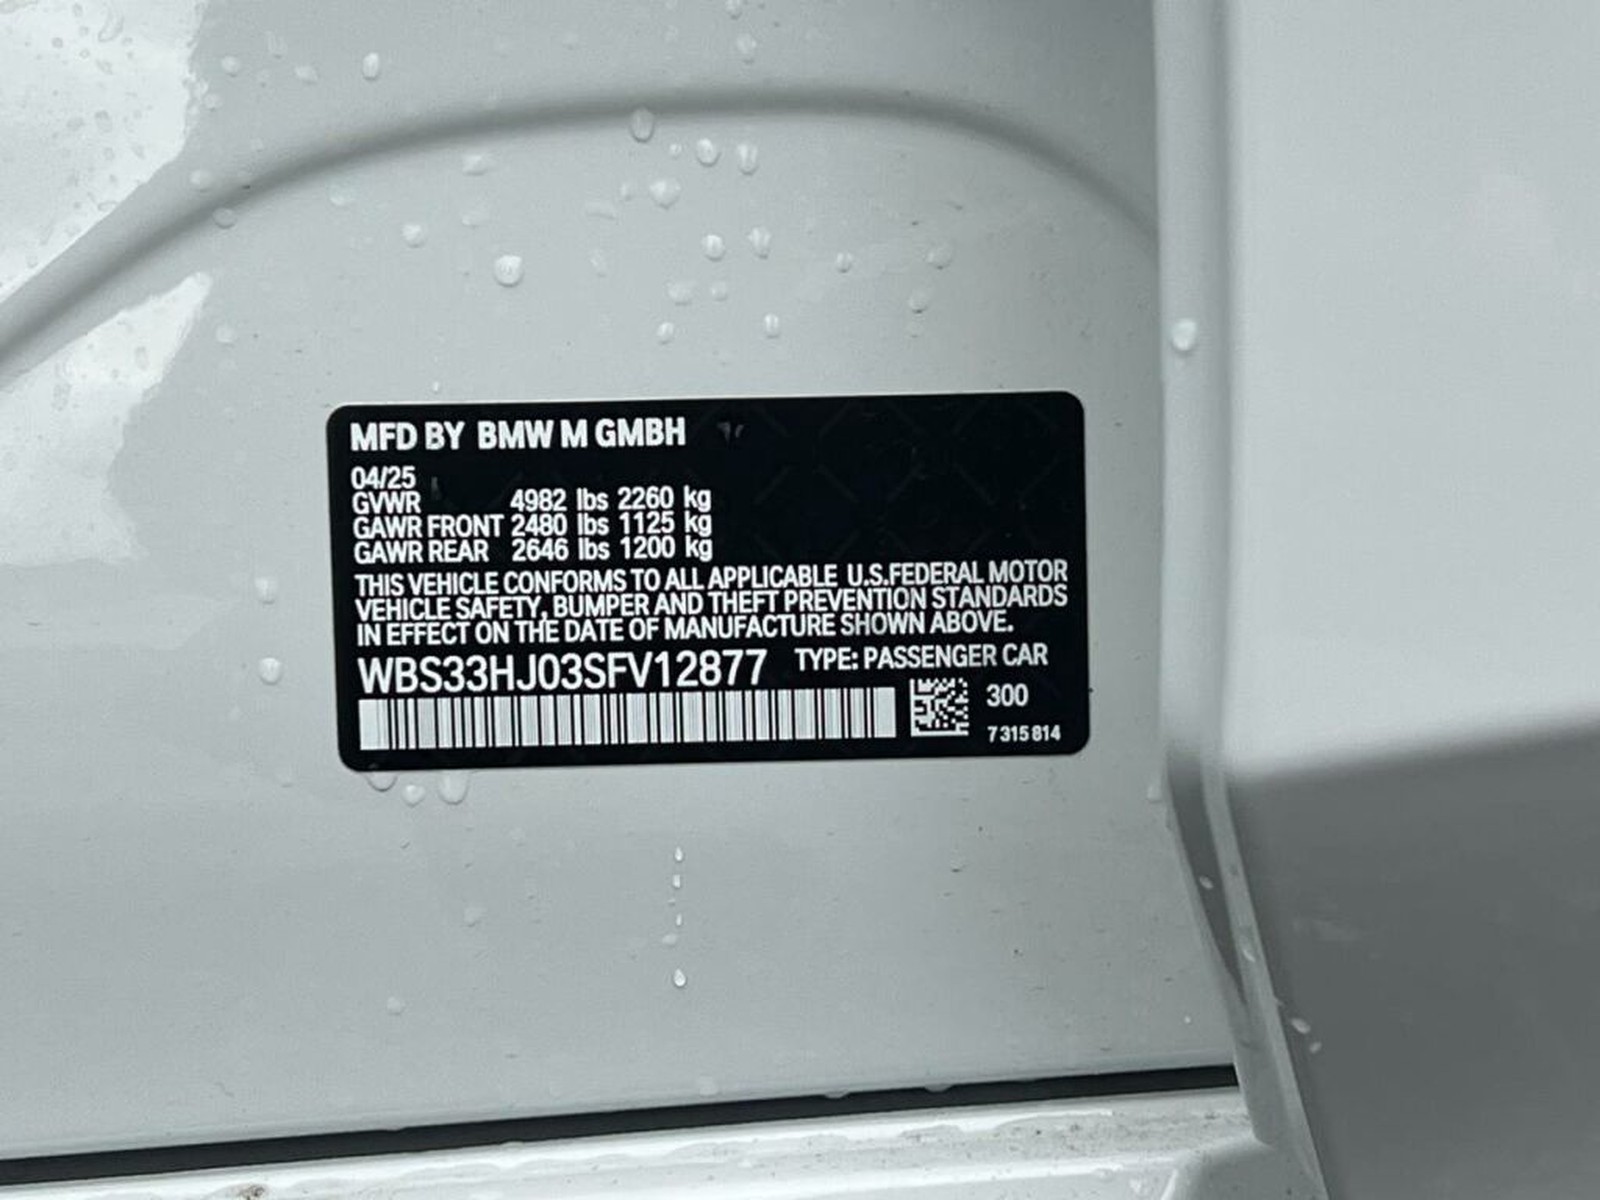 MFD BY BMW M GMBH
04/25
GVWR 4982 lbs 2260 kg
GAWR FRONT 2480 lbs 1125 kg
GAWR REAR 2646 lbs 1200 kg
THIS VEHICLE CONFORMS TO ALL APPLICABLE U.S.FEDERAL MOTOR
VEHICLE SAFETY, BUMPER AND THEFT PREVENTION STANDARDS
IN EFFECT ON THE DATE OF MANUFACTURE SHOWN ABOVE.
WBS33HJ03SFV12877 TYPE: PASSENGER CAR
300
7 315 814